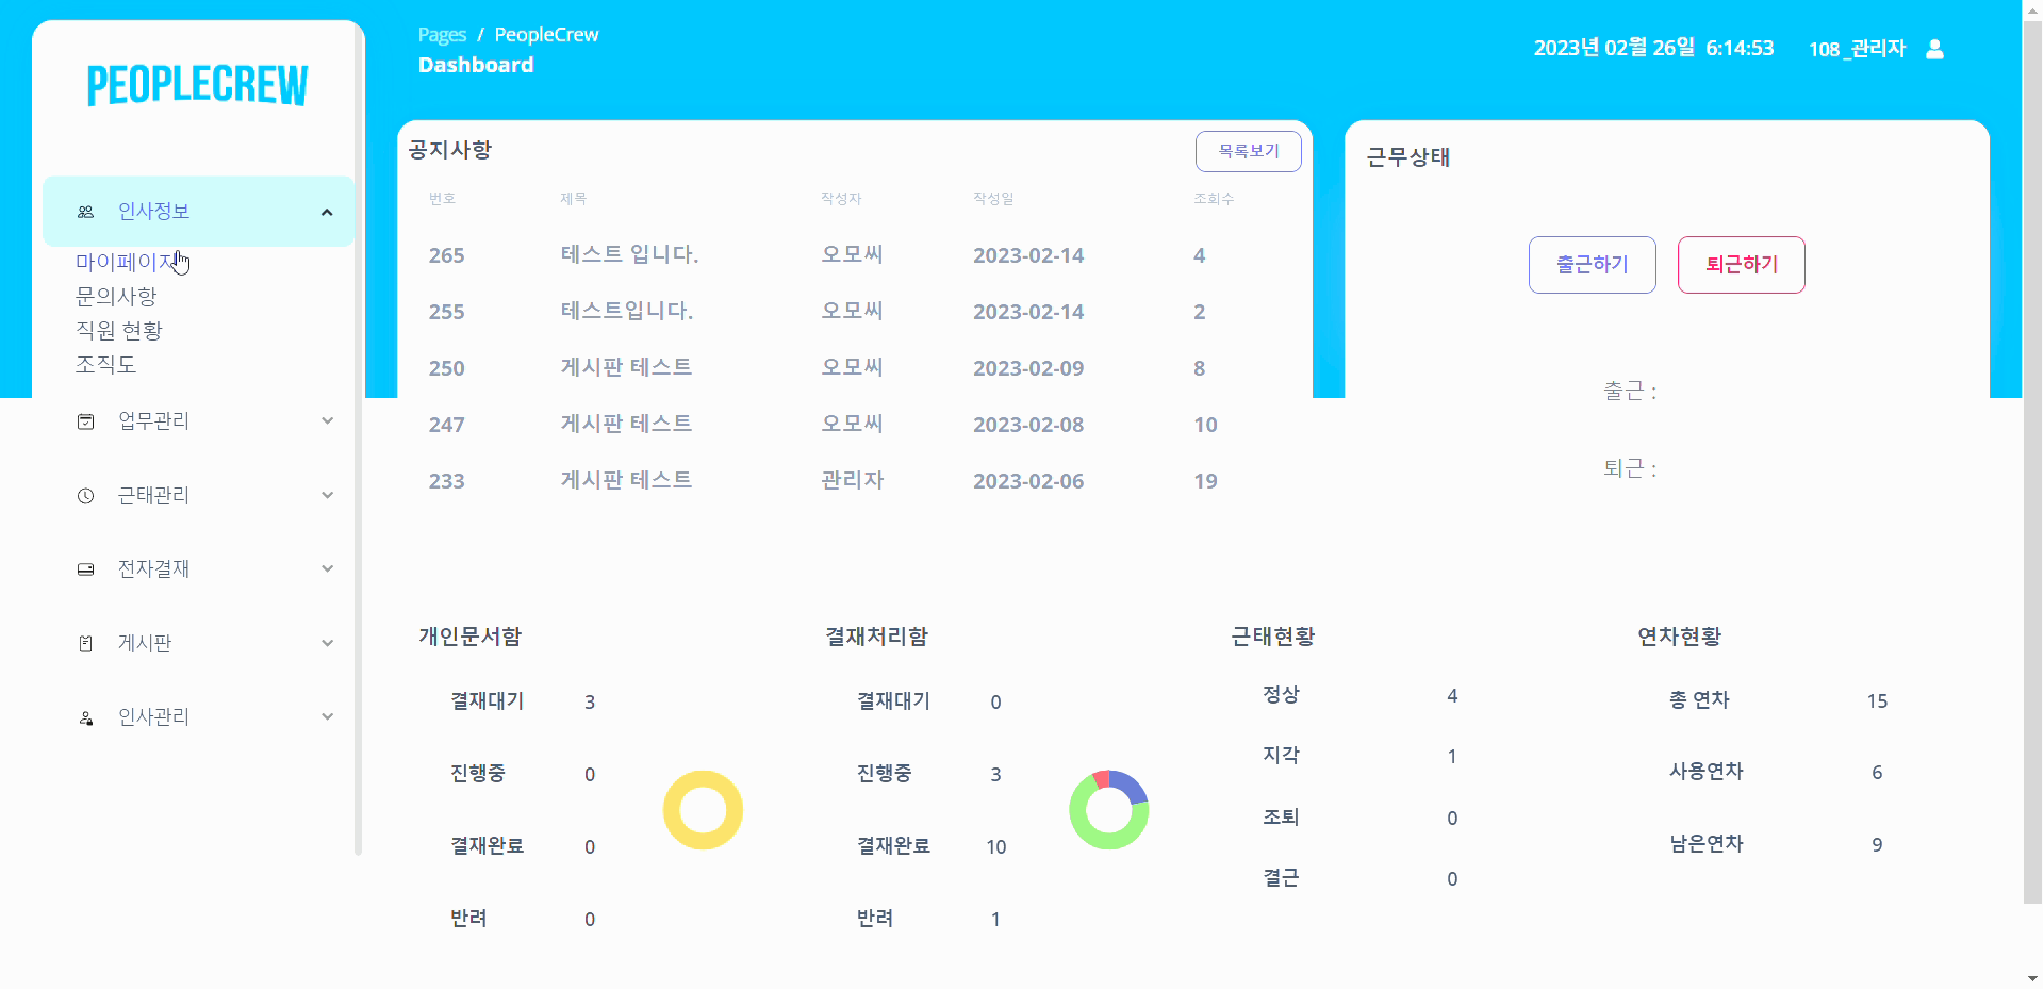 PEOPLECREW
인사정보
마이페이지
문의사항
직원 현황
조직도
업무관리
근태관리
전자결재
게시판
인사관리
Pages / PeopleCrew
Dashboard
2023년 02월 26일 6:14:53 108_관리자
공지사항 목록보기
번호 제목 작성자 작성일 조회수
265 테스트 입니다. 오모씨 2023-02-14 4
255 테스트입니다. 오모씨 2023-02-14 2
250 게시판 테스트 오모씨 2023-02-09 8
247 게시판 테스트 오모씨 2023-02-08 10
233 게시판 테스트 관리자 2023-02-06 19
근무상태
출근하기 퇴근하기
출근 :
퇴근 :
개인문서함
결재대기 3
진행중 0
결재완료 0
반려 0
결재처리함
결재대기 0
진행중 3
결재완료 10
반려 1
근태현황
정상 4
지각 1
조퇴 0
결근 0
연차현황
총 연차 15
사용연차 6
남은연차 9